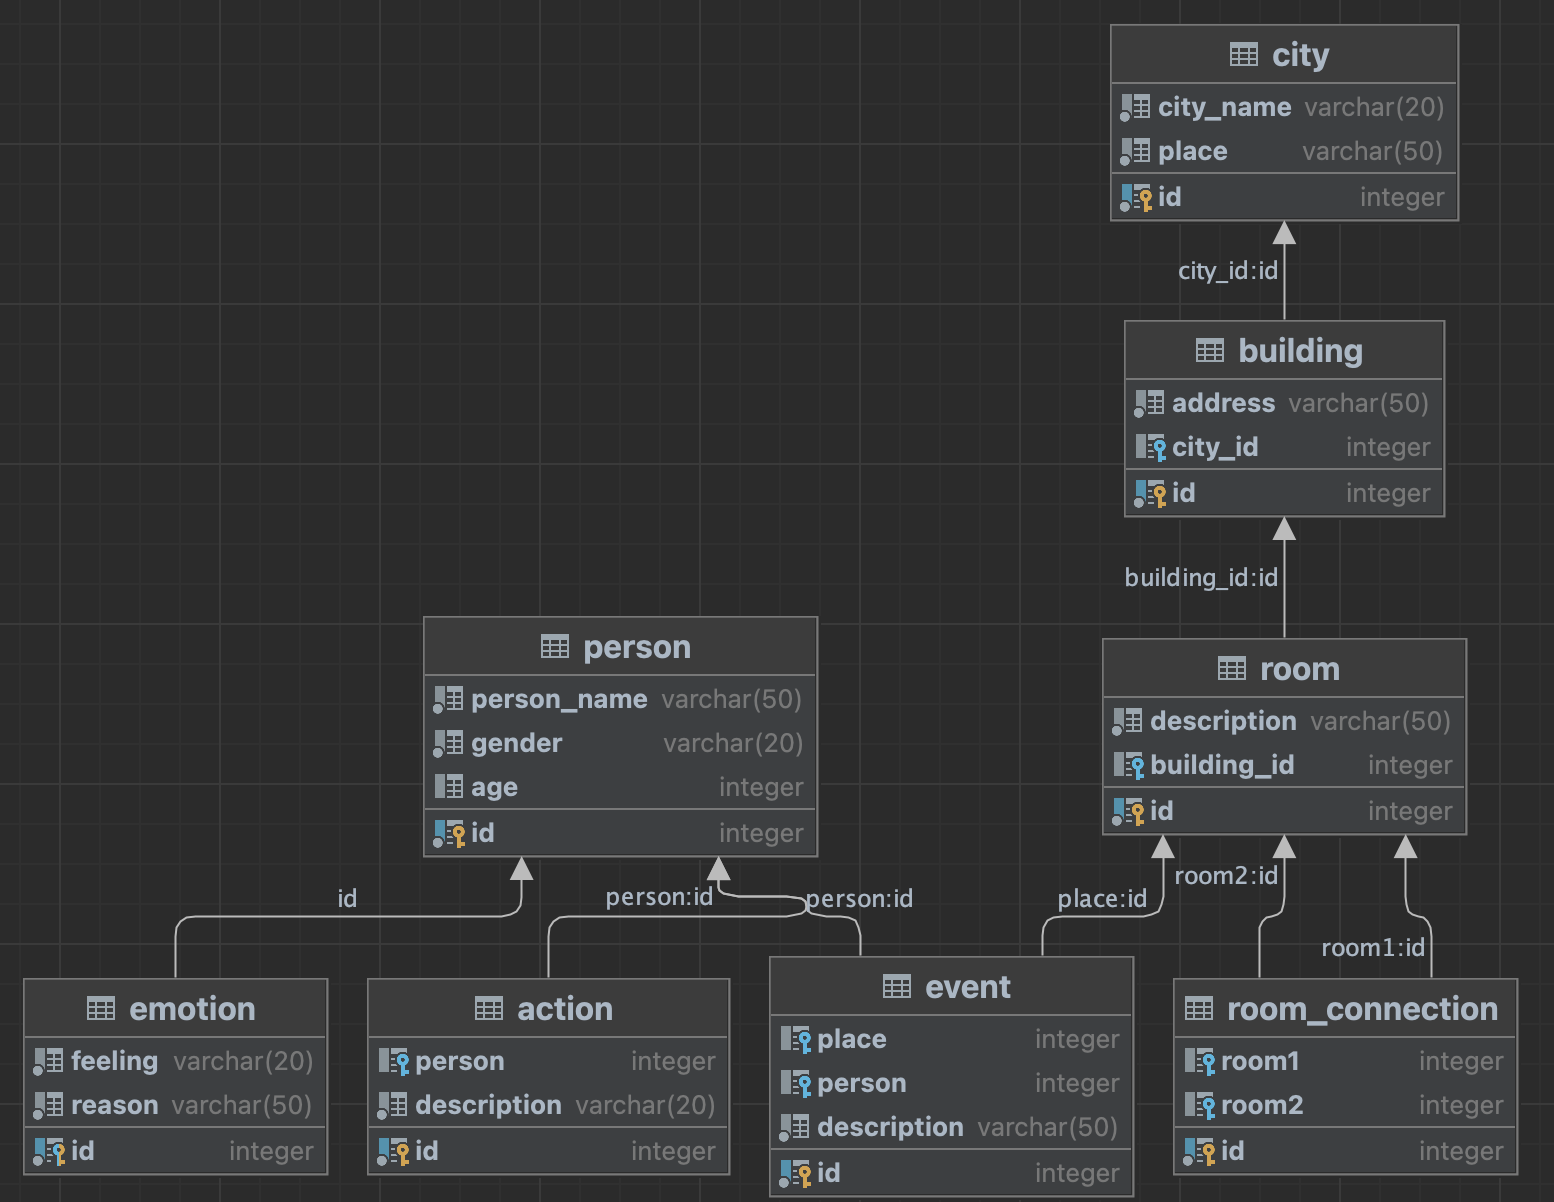 city
city_name varchar(20)
place varchar(50)
id integer
city_id:id
building
address varchar(50)
city_id integer
id integer
building_id:id
person
person_name varchar(50)
gender varchar(20)
age integer
id integer
room
description varchar(50)
building_id integer
id integer
id
person:id
person:id
place:id
room2:id
room1:id
emotion
feeling varchar(20)
reason varchar(50)
id integer
action
person integer
description varchar(20)
id integer
event
place integer
person integer
description varchar(50)
id integer
room_connection
room1 integer
room2 integer
id integer